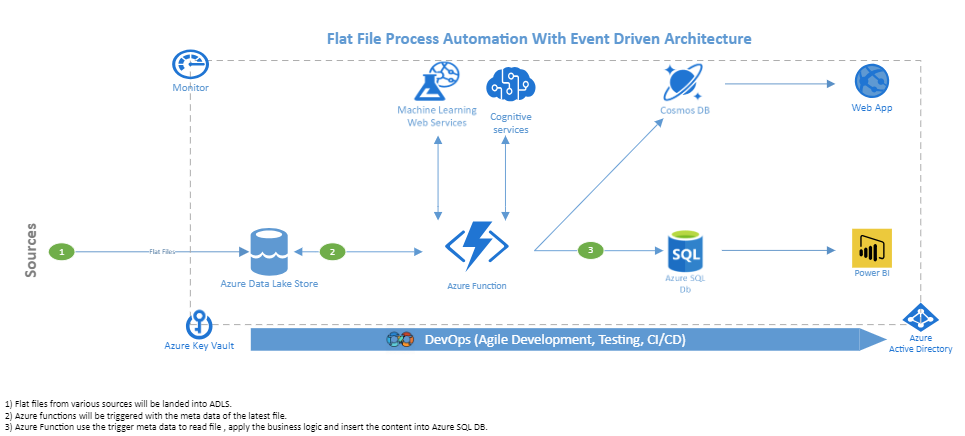 Flat File Process Automation With Event Driven Architecture
Monitor
Machine Learning
Web Services
Cognitive
services
Cosmos DB
Web App
Sources
1
Flat Files
2
3
SQL
Azure Data Lake Store
Azure Function
Azure SQL
Db
Power BI
Azure Key Vault
DevOps (Agile Development, Testing, CI/CD)
Azure
Active Directory
1) Flat files from various sources will be landed into ADLS.
2) Azure functions will be triggered with the meta data of the latest file.
3) Azure Function use the trigger meta data to read file , apply the business logic and insert the content into Azure SQL DB.